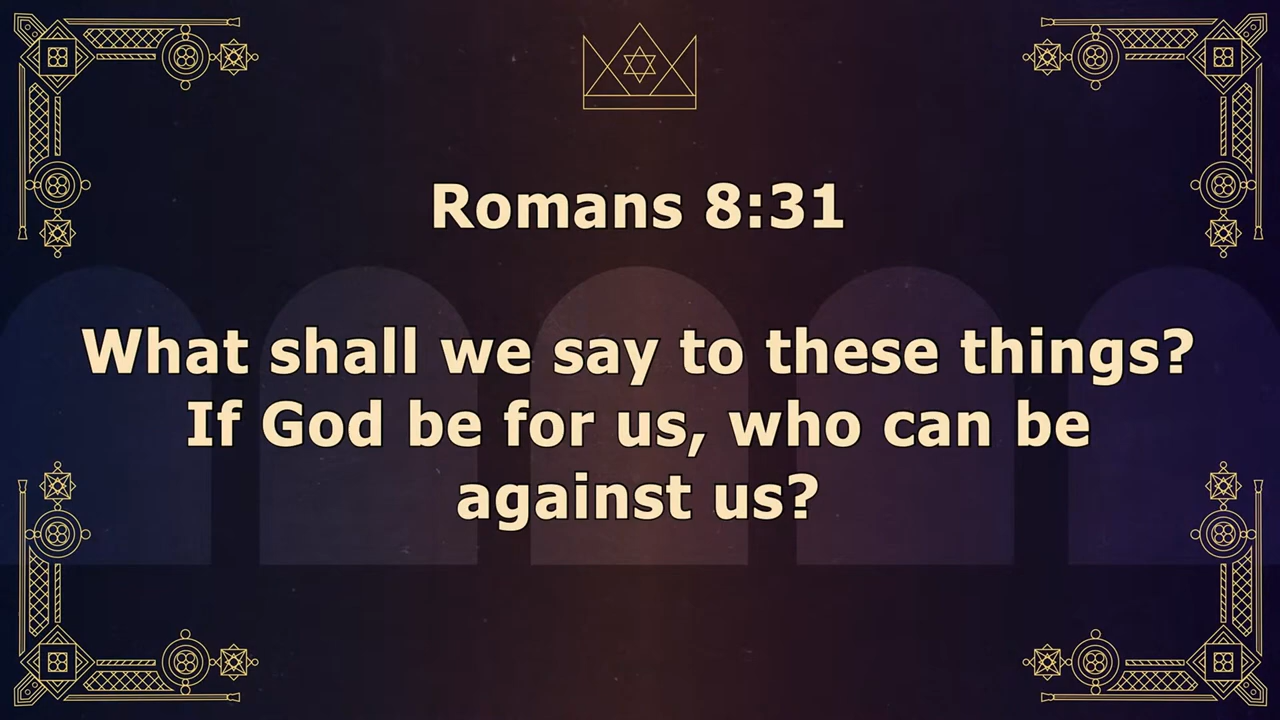 Romans 8:31
What shall we say to these things?
If God be for us, who can be
against us?